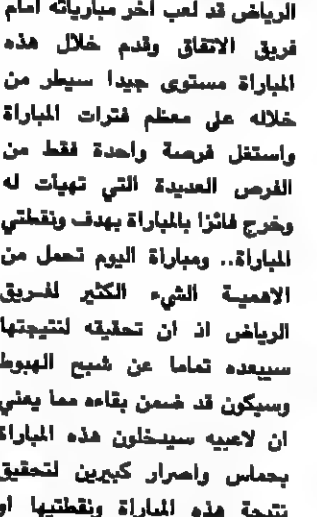 الرياض قد لعب اخر مبارياته امام
فريق الاتفاق وقدم خلال هذه
المباراة مستوى جيدا سيطر من
خلاله على معظم فترات المباراة
واستغل فرصة واحدة فقط من
الفرص العديدة التي تهيأت له
وخرج فائزا بالمباراة بهدف ونقطتي
المباراة.. ومباراة اليوم تحمل من
الاهمية الشيء الكثير لفريق
الرياض اذ ان تحقيقه لنتيجتها
سيبعده تماما عن شبح الهبوط
وسيكون قد ضمن بقاءه مما يعني
ان لاعبيه سيدخلون هذه المباراة
بحماس واصرار كبيرين لتحقيق
نتيجة هذه المباراة ونقطتيها او